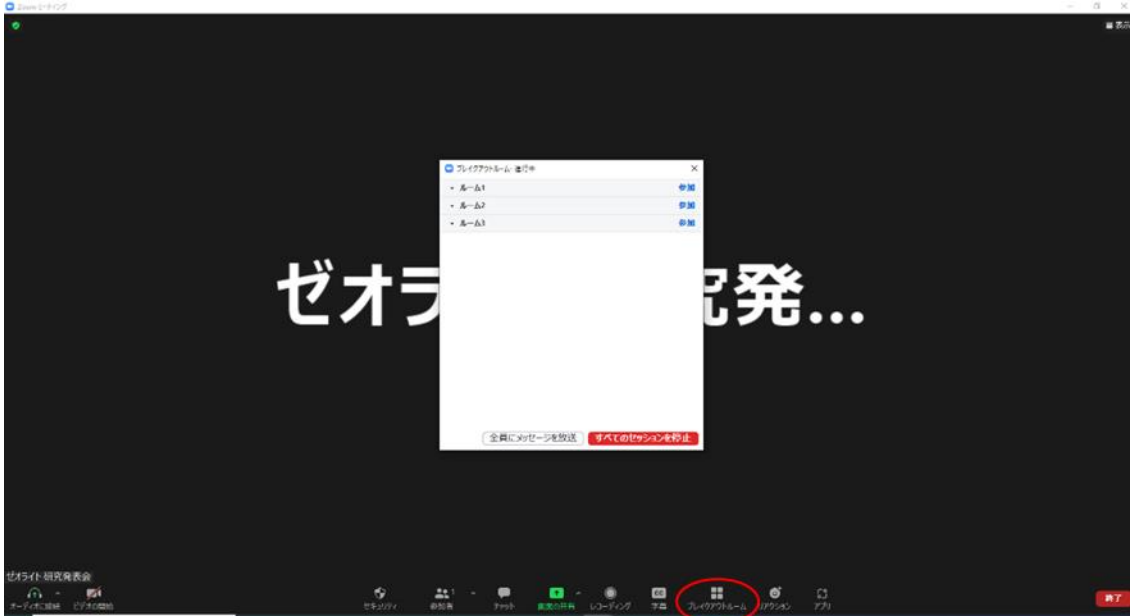 Zoom ミーティング
表示
ブレイクアウトルーム - 進行中
ルーム1 参加
ルーム2 参加
ルーム3 参加
ゼオラ
発...
全員にメッセージを放送 すべてのセッションを停止
ゼオライト 研究発表会
オーディオに接続 ビデオの開始 セキュリティ 参加者 1 チャット 画面の共有 レコーディング CC 字幕 ブレイクアウトルーム リアクション アプリ 終了